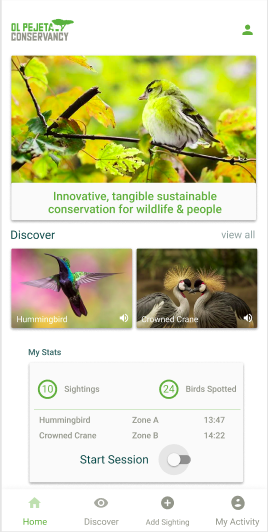 OL PEJETA
CONSERVANCY
Innovative, tangible sustainable
conservation for wildlife & people
Discover view all
Hummingbird Crowned Crane
My Stats
10 Sightings 24 Birds Spotted
Hummingbird Zone A 13:47
Crowned Crane Zone B 14:22
Start Session
Home Discover Add Sighting My Activity